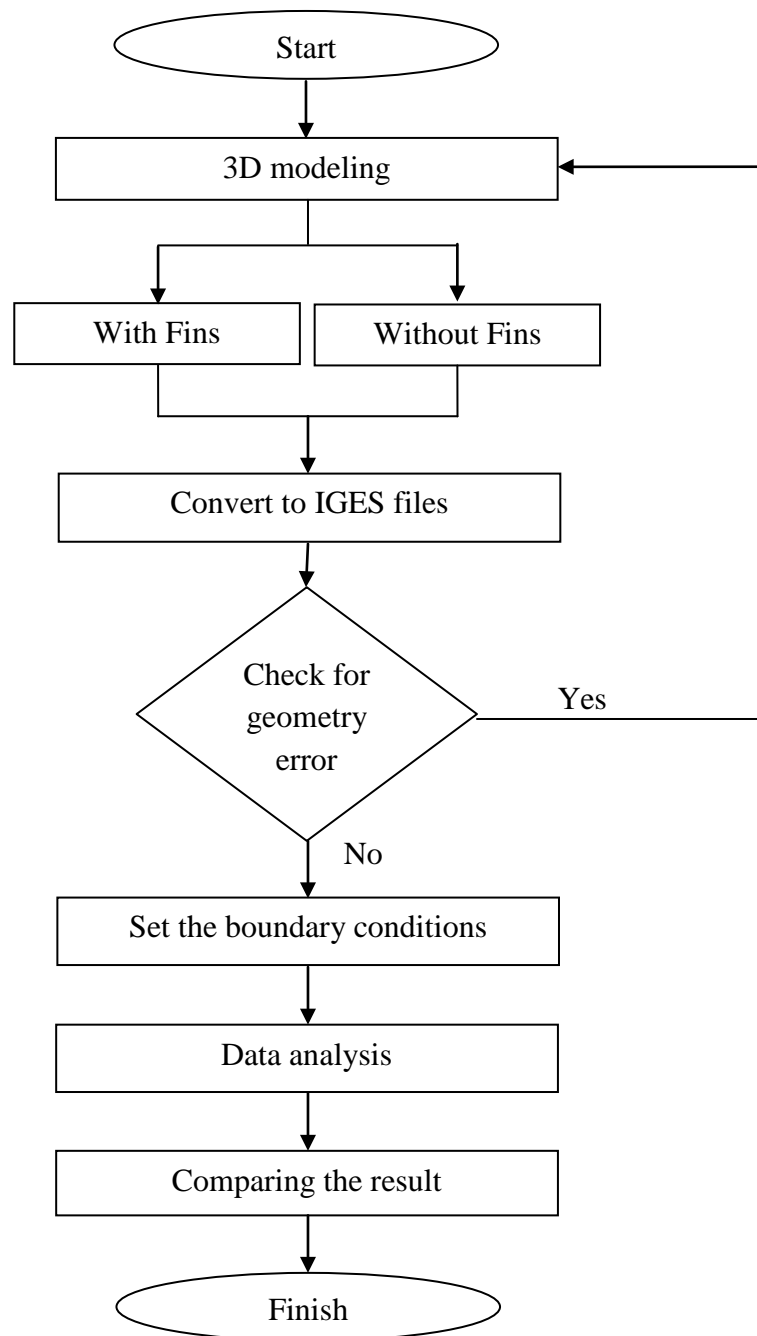 Start
3D modeling
With Fins
Without Fins
Convert to IGES files
Check for
geometry
error
Yes
No
Set the boundary conditions
Data analysis
Comparing the result
Finish